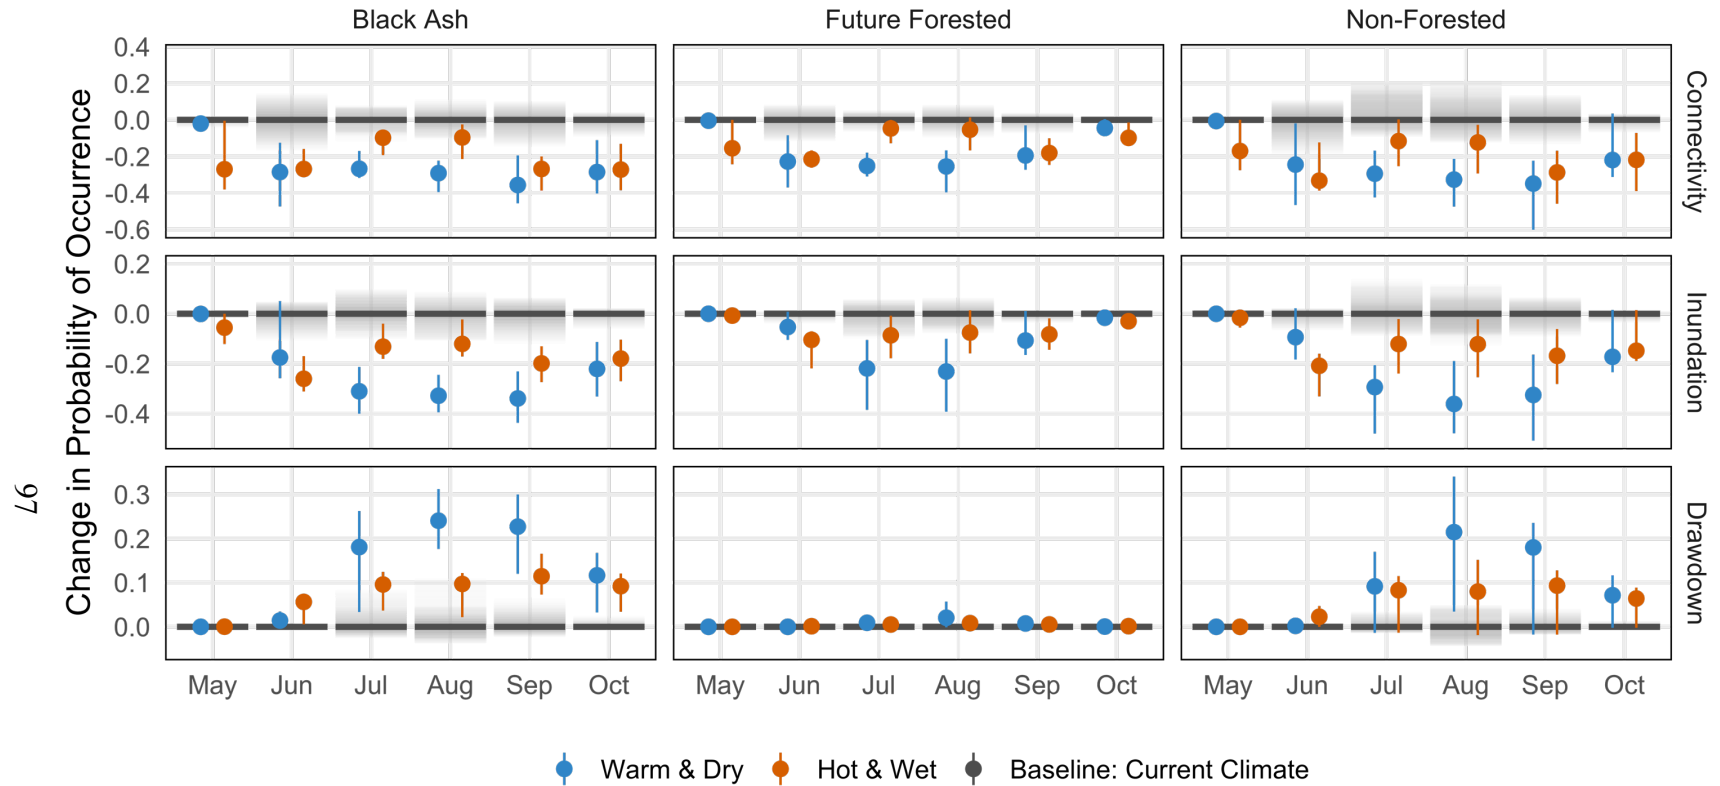 Black Ash Future Forested Non-Forested
0.4
0.2
0.0
-0.2
-0.4
-0.6
Connectivity
0.2
0.0
-0.2
-0.4
Inundation
0.3
0.2
0.1
0.0
Drawdown
Change in Probability of Occurrence
97
May Jun Jul Aug Sep Oct May Jun Jul Aug Sep Oct May Jun Jul Aug Sep Oct
Warm & Dry Hot & Wet Baseline: Current Climate